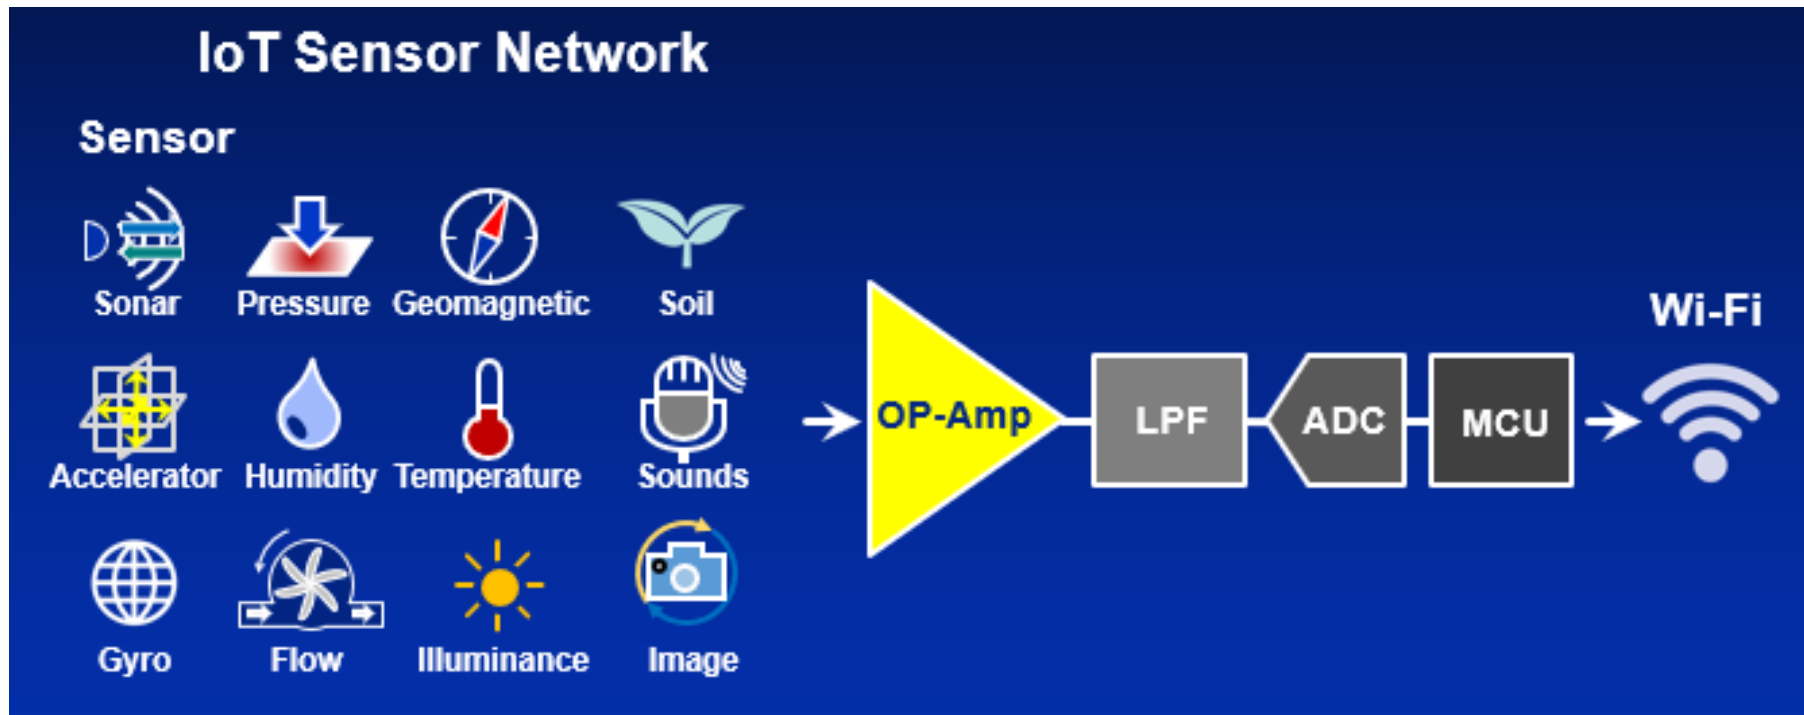 IoT Sensor Network
Sensor
Sonar Pressure Geomagnetic Soil
Accelerator Humidity Temperature Sounds
Gyro Flow Illuminance Image
OP-Amp LPF ADC MCU
Wi-Fi